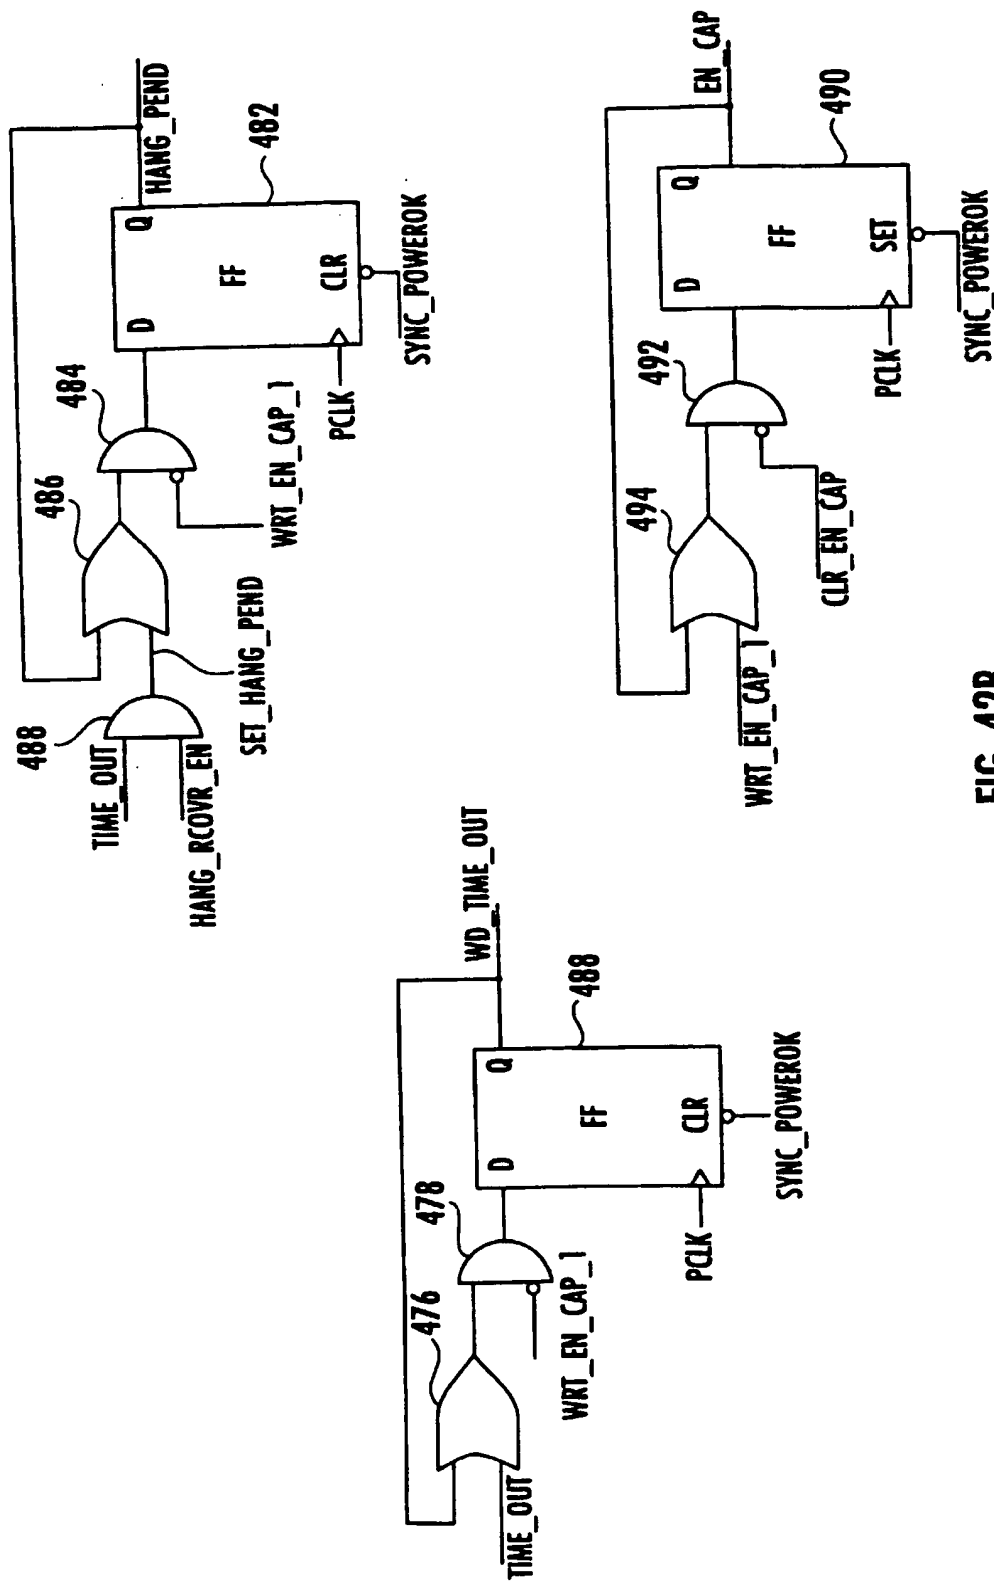 TIME_OUT
476
478
WRT_EN_CAP_1
D
Q
FF
CLR
PCLK
488
WD_TIME_OUT
SYNC_POWEROK
TIME_OUT
HANG_RCOVR_EN
488
SET_HANG_PEND
486
484
WRT_EN_CAP_1
D
Q
FF
CLR
PCLK
482
HANG_PEND
SYNC_POWEROK
WRT_EN_CAP_1
494
492
CLR_EN_CAP
D
Q
FF
SET
PCLK
490
EN_CAP
SYNC_POWEROK